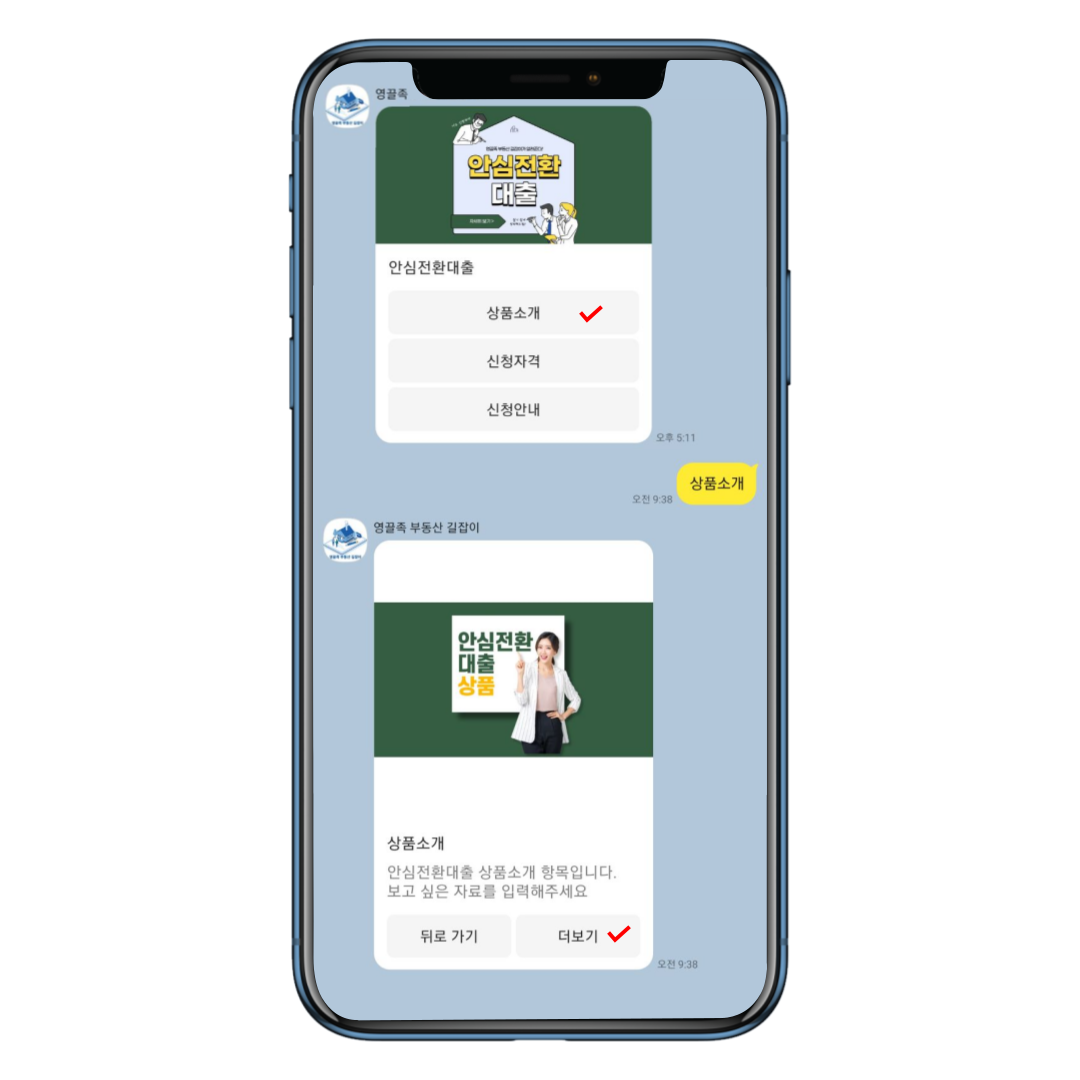 영끌족
안심전환
대출
안심전환대출
상품소개
신청자격
신청안내
오후 5:11
상품소개
오전 9:38
영끌족 부동산 길잡이
안심전환
대출
상품
상품소개
안심전환대출 상품소개 항목입니다.
보고 싶은 자료를 입력해주세요
뒤로 가기
더보기
오전 9:38